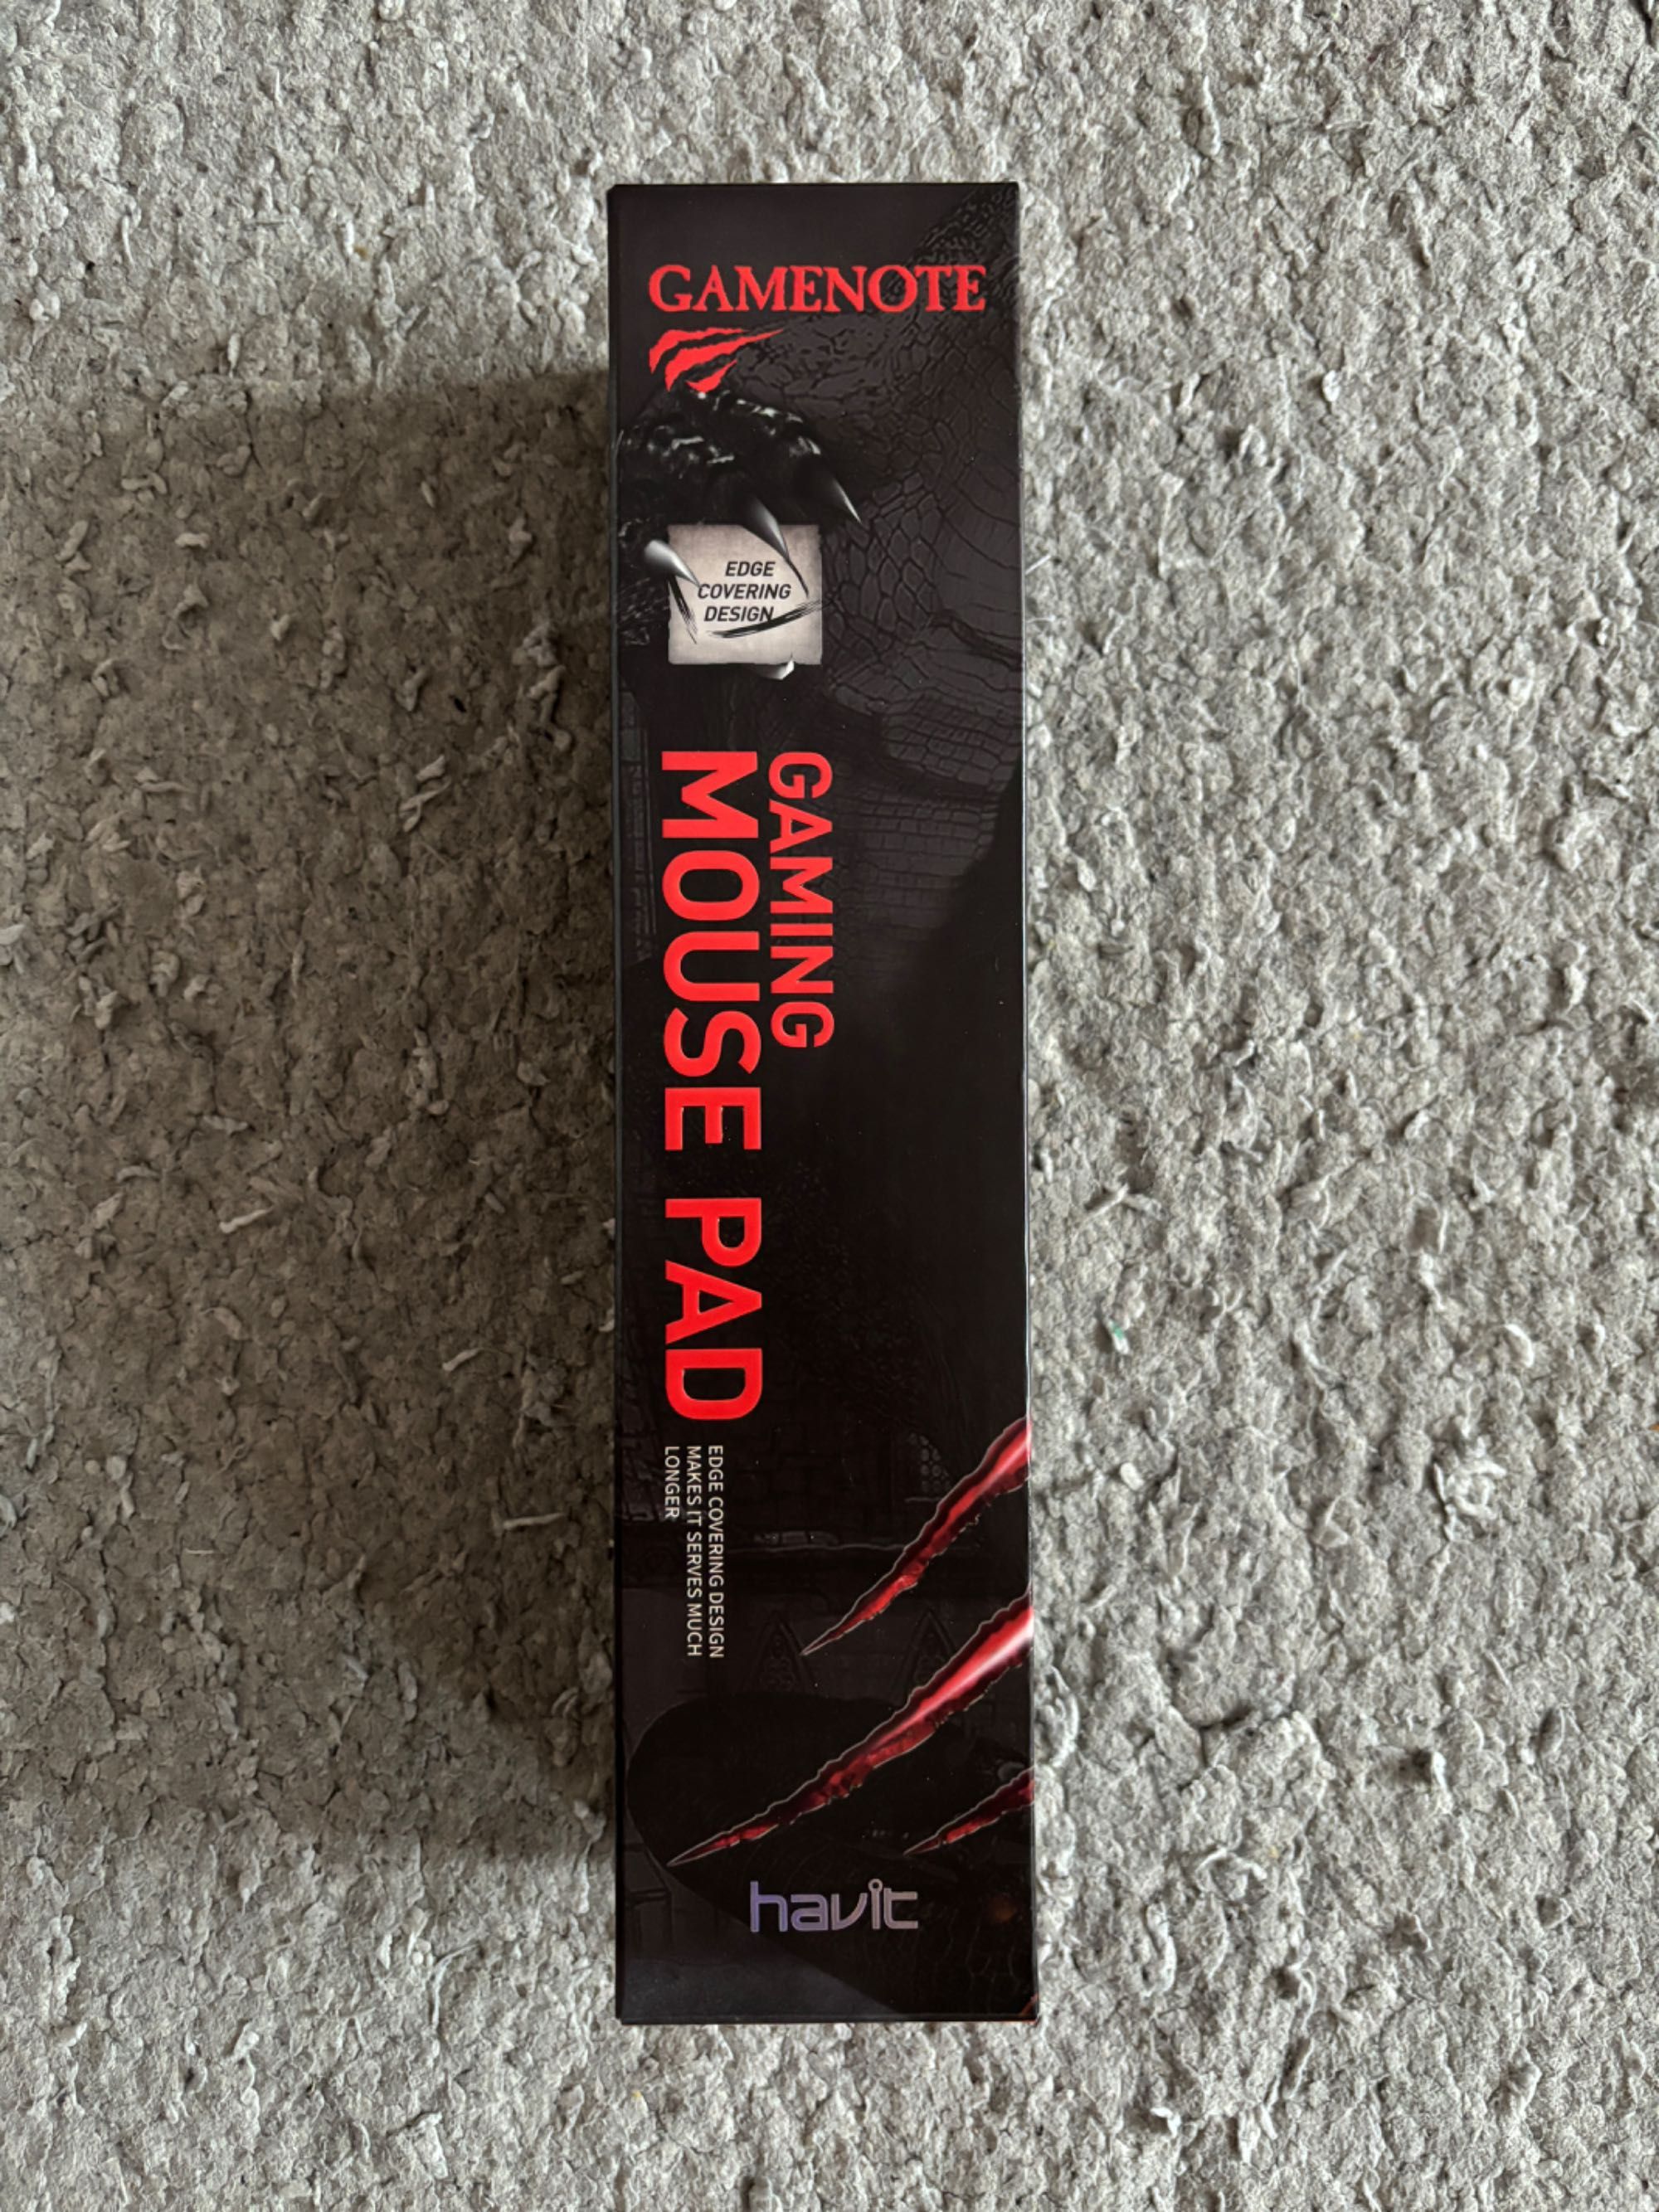 GAMENOTE
EDGE
COVERING
DESIGN
GAMING
MOUSE PAD
EDGE COVERING DESIGN
MAKES IT SERVES MUCH
LONGER
havit